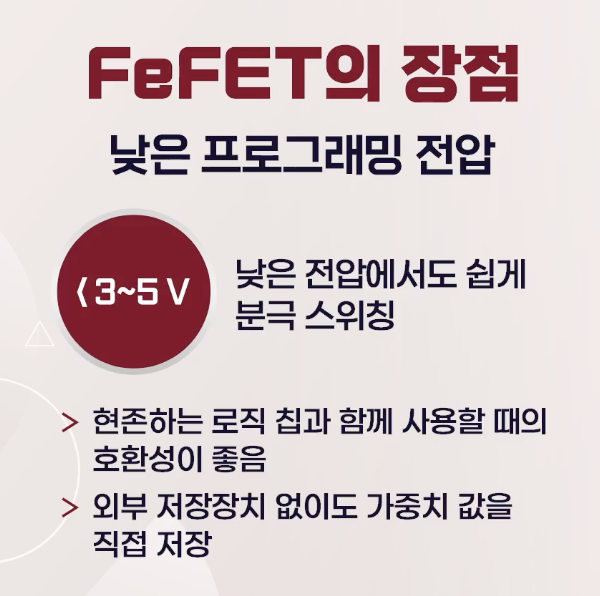 FeFET의 장점
낮은 프로그래밍 전압
⟨ 3~5 V
낮은 전압에서도 쉽게
분극 스위칭
> 현존하는 로직 칩과 함께 사용할 때의
호환성이 좋음
> 외부 저장장치 없이도 가중치 값을
직접 저장